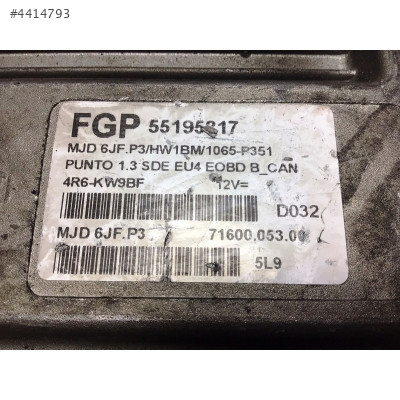 #4414793
FGP 55195317
MJD 6JF.P3/HW1BM/1065-P351
PUNTO 1.3 SDE EU4 EOBD B_CAN
4R6-KW9BF 12V=
D032
MJD 6JF.P3 71600.053.00
5L9